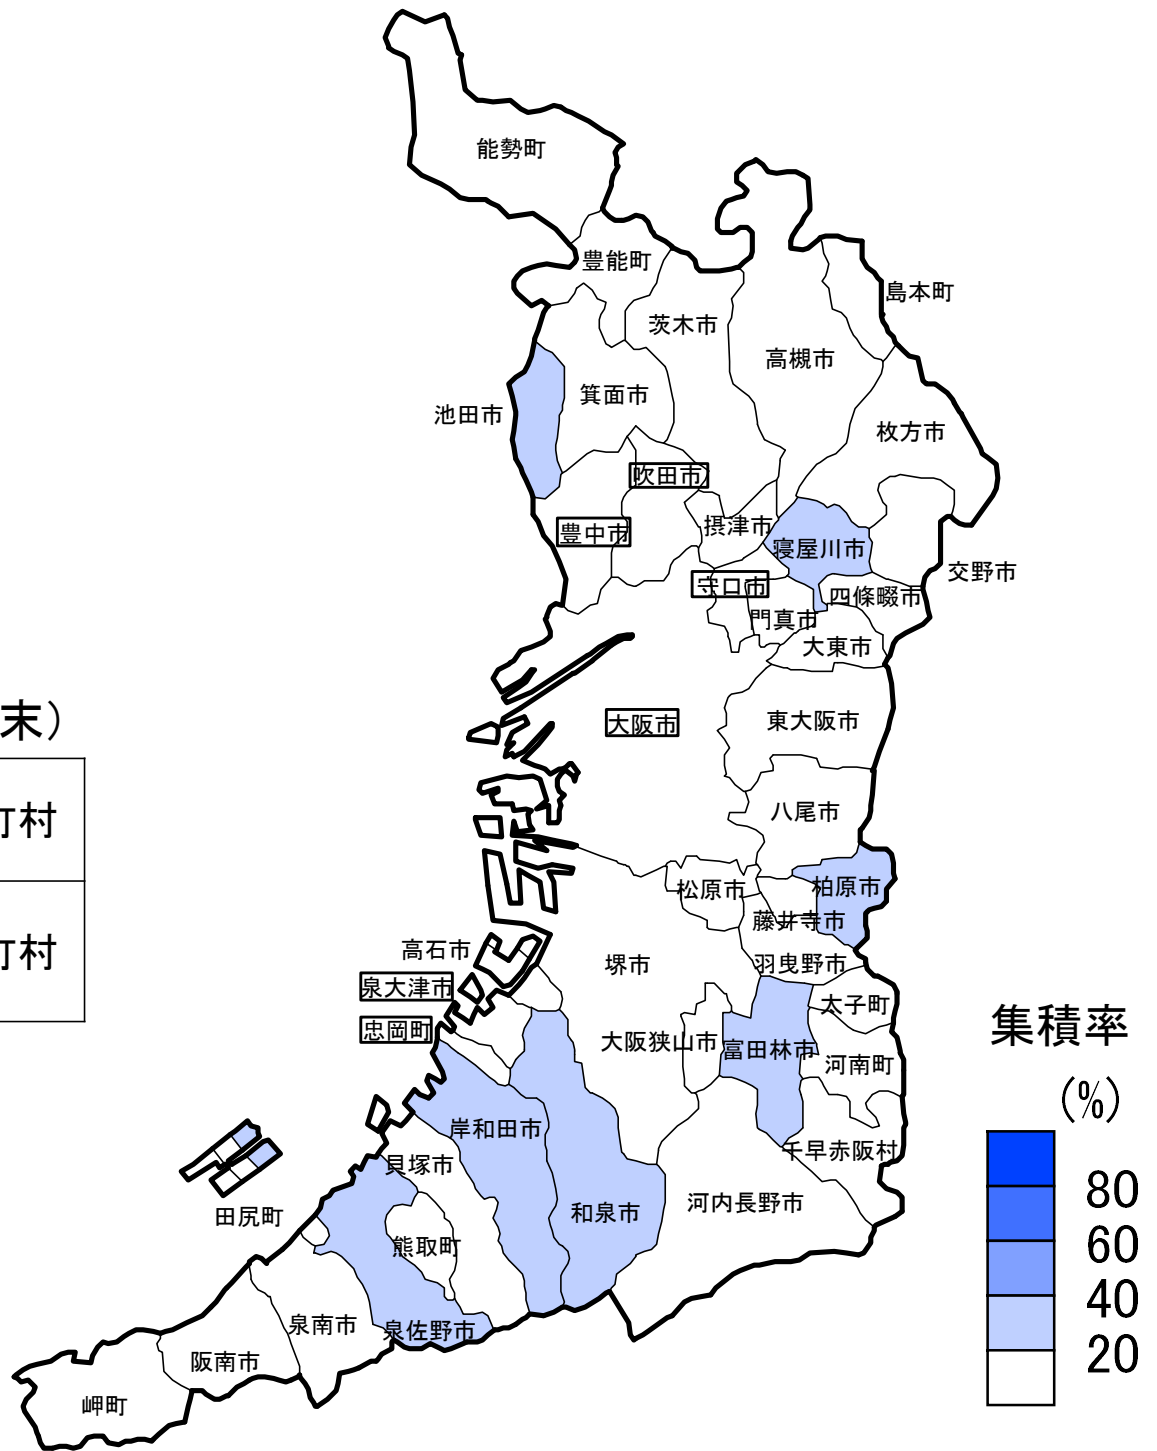 能勢町
豊能町
島本町
茨木市
高槻市
箕面市
池田市
枚方市
吹田市
摂津市
豊中市
寝屋川市
交野市
守口市
四條畷市
門真市
大東市
末）
大阪市
東大阪市
八尾市
町村
柏原市
松原市
藤井寺市
町村
高石市
堺市
羽曳野市
泉大津市
太子町
忠岡町
大阪狭山市
富田林市
河南町
集積率
(%)
岸和田市
千早赤阪村
貝塚市
80
河内長野市
和泉市
田尻町
60
熊取町
40
泉南市
泉佐野市
20
阪南市
岬町